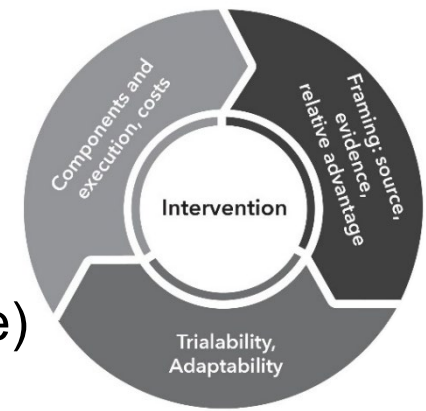 Components and
execution, costs
Framing: source,
evidence,
relative advantage
Intervention
e)
Trialability,
Adaptability